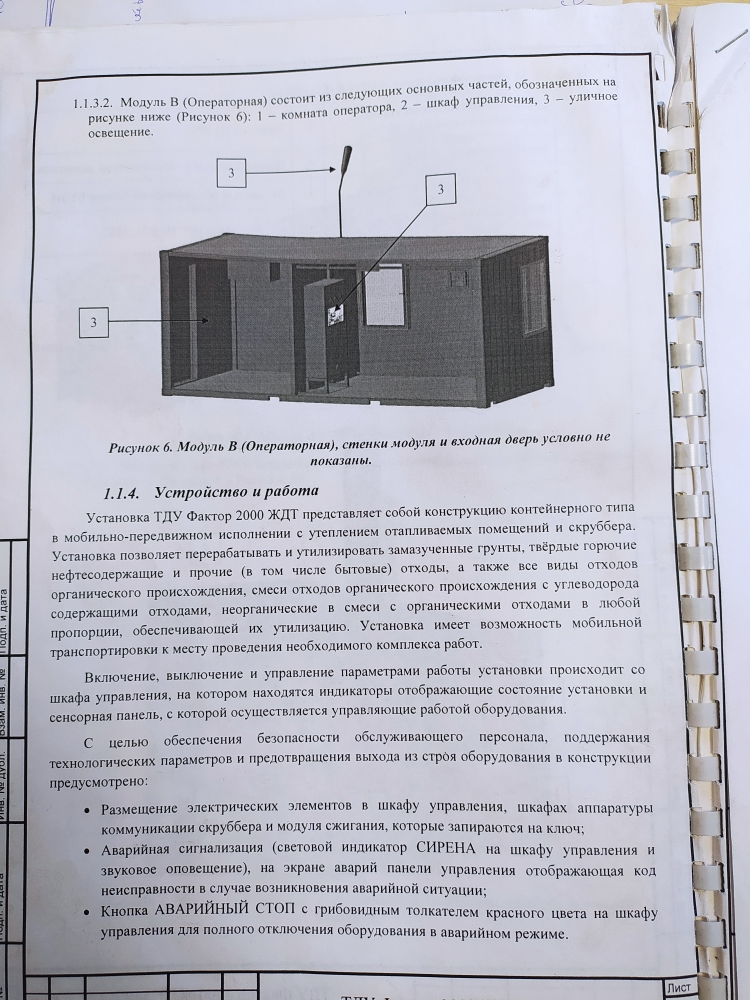 1.1.3.2. Модуль В (Операторная) состоит из следующих основных частей, обозначенных на
рисунке ниже (Рисунок 6): 1 – комната оператора, 2 – шкаф управления, 3 – уличное
освещение.
3
3
3
Рисунок 6. Модуль В (Операторная), стенки модуля и входная дверь условно не
показаны.
1.1.4. Устройство и работа
Установка ТДУ Фактор 2000 ЖДТ представляет собой конструкцию контейнерного типа
в мобильно-передвижном исполнении с утеплением отапливаемых помещений и скруббера.
Установка позволяет перерабатывать и утилизировать замазученные грунты, твёрдые горючие
нефтесодержащие и прочие (в том числе бытовые) отходы, а также все виды отходов
органического происхождения, смеси отходов органического происхождения с углеводорода
содержащими отходами, неорганические в смеси с органическими отходами в любой
пропорции, обеспечивающей их утилизацию. Установка имеет возможность мобильной
транспортировки к месту проведения необходимого комплекса работ.
Включение, выключение и управление параметрами работы установки происходит со
шкафа управления, на котором находятся индикаторы отображающие состояние установки и
сенсорная панель, с которой осуществляется управляющие работой оборудования.
С целью обеспечения безопасности обслуживающего персонала, поддержания
технологических параметров и предотвращения выхода из строя оборудования в конструкции
предусмотрено:
• Размещение электрических элементов в шкафу управления, шкафах аппаратуры
коммуникации скруббера и модуля сжигания, которые запираются на ключ;
• Аварийная сигнализация (световой индикатор СИРЕНА на шкафу управления и
звуковое оповещение), на экране аварий панели управления отображающая код
неисправности в случае возникновения аварийной ситуации;
• Кнопка АВАРИЙНЫЙ СТОП с грибовидным толкателем красного цвета на шкафу
управления для полного отключения оборудования в аварийном режиме.
Подп. и дата
Взам. инв. №
Инв. № дубл.
Подп. и дата
Лист